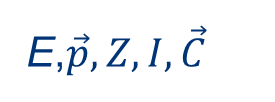 E,p⃗, Z, I, C⃗